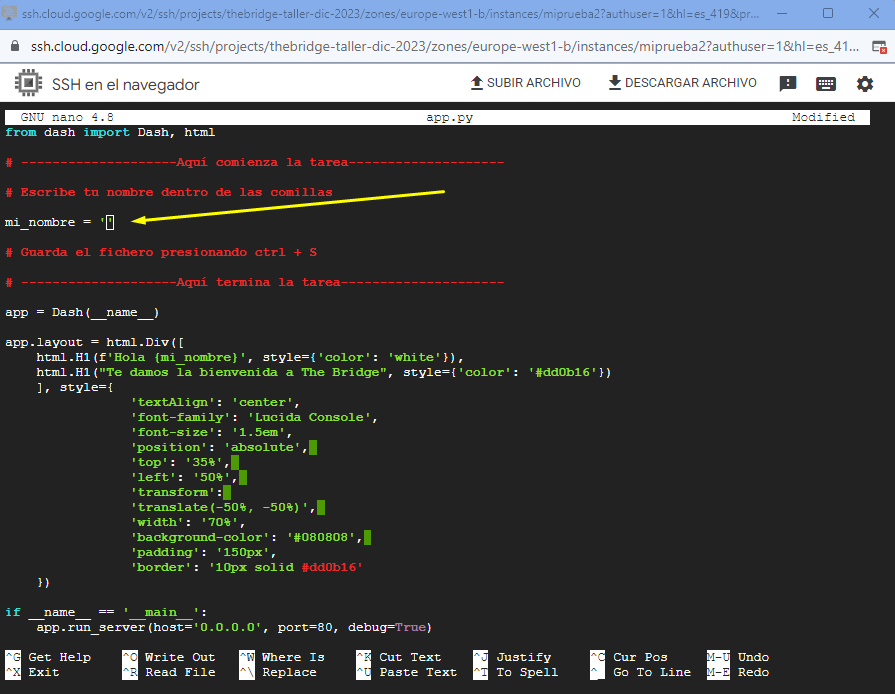 ssh.cloud.google.com/v2/ssh/projects/thebridge-taller-dic-2023/zones/europe-west1-b/instances/miprueba2?authuser=1&hl=es_419&pr...
ssh.cloud.google.com/v2/ssh/projects/thebridge-taller-dic-2023/zones/europe-west1-b/instances/miprueba2?authuser=1&hl=es_41...
SSH en el navegador SUBIR ARCHIVO DESCARGAR ARCHIVO
GNU nano 4.8 app.py Modified
from dash import Dash, html
# --------------------Aquí comienza la tarea--------------------
# Escribe tu nombre dentro de las comillas
mi_nombre = ''
# Guarda el fichero presionando ctrl + S
# --------------------Aquí termina la tarea---------------------
app = Dash(__name__)
app.layout = html.Div([
    html.H1(f'Hola {mi_nombre}', style={'color': 'white'}),
    html.H1("Te damos la bienvenida a The Bridge", style={'color': '#dd0b16'})
    ], style={
                'textAlign': 'center',
                'font-family': 'Lucida Console',
                'font-size': '1.5em',
                'position': 'absolute',
                'top': '35%',
                'left': '50%',
                'transform':
                'translate(-50%, -50%)',
                'width': '70%',
                'background-color': '#080808',
                'padding': '150px',
                'border': '10px solid #dd0b16'
    })
if __name__ == '__main__':
    app.run_server(host='0.0.0.0', port=80, debug=True)
^G Get Help ^O Write Out ^W Where Is ^K Cut Text ^J Justify ^C Cur Pos M-U Undo
^X Exit ^R Read File ^\ Replace ^U Paste Text ^T To Spell ^_ Go To Line M-E Redo